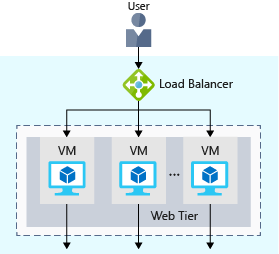 User
Load Balancer
VM VM ... VM
Web Tier